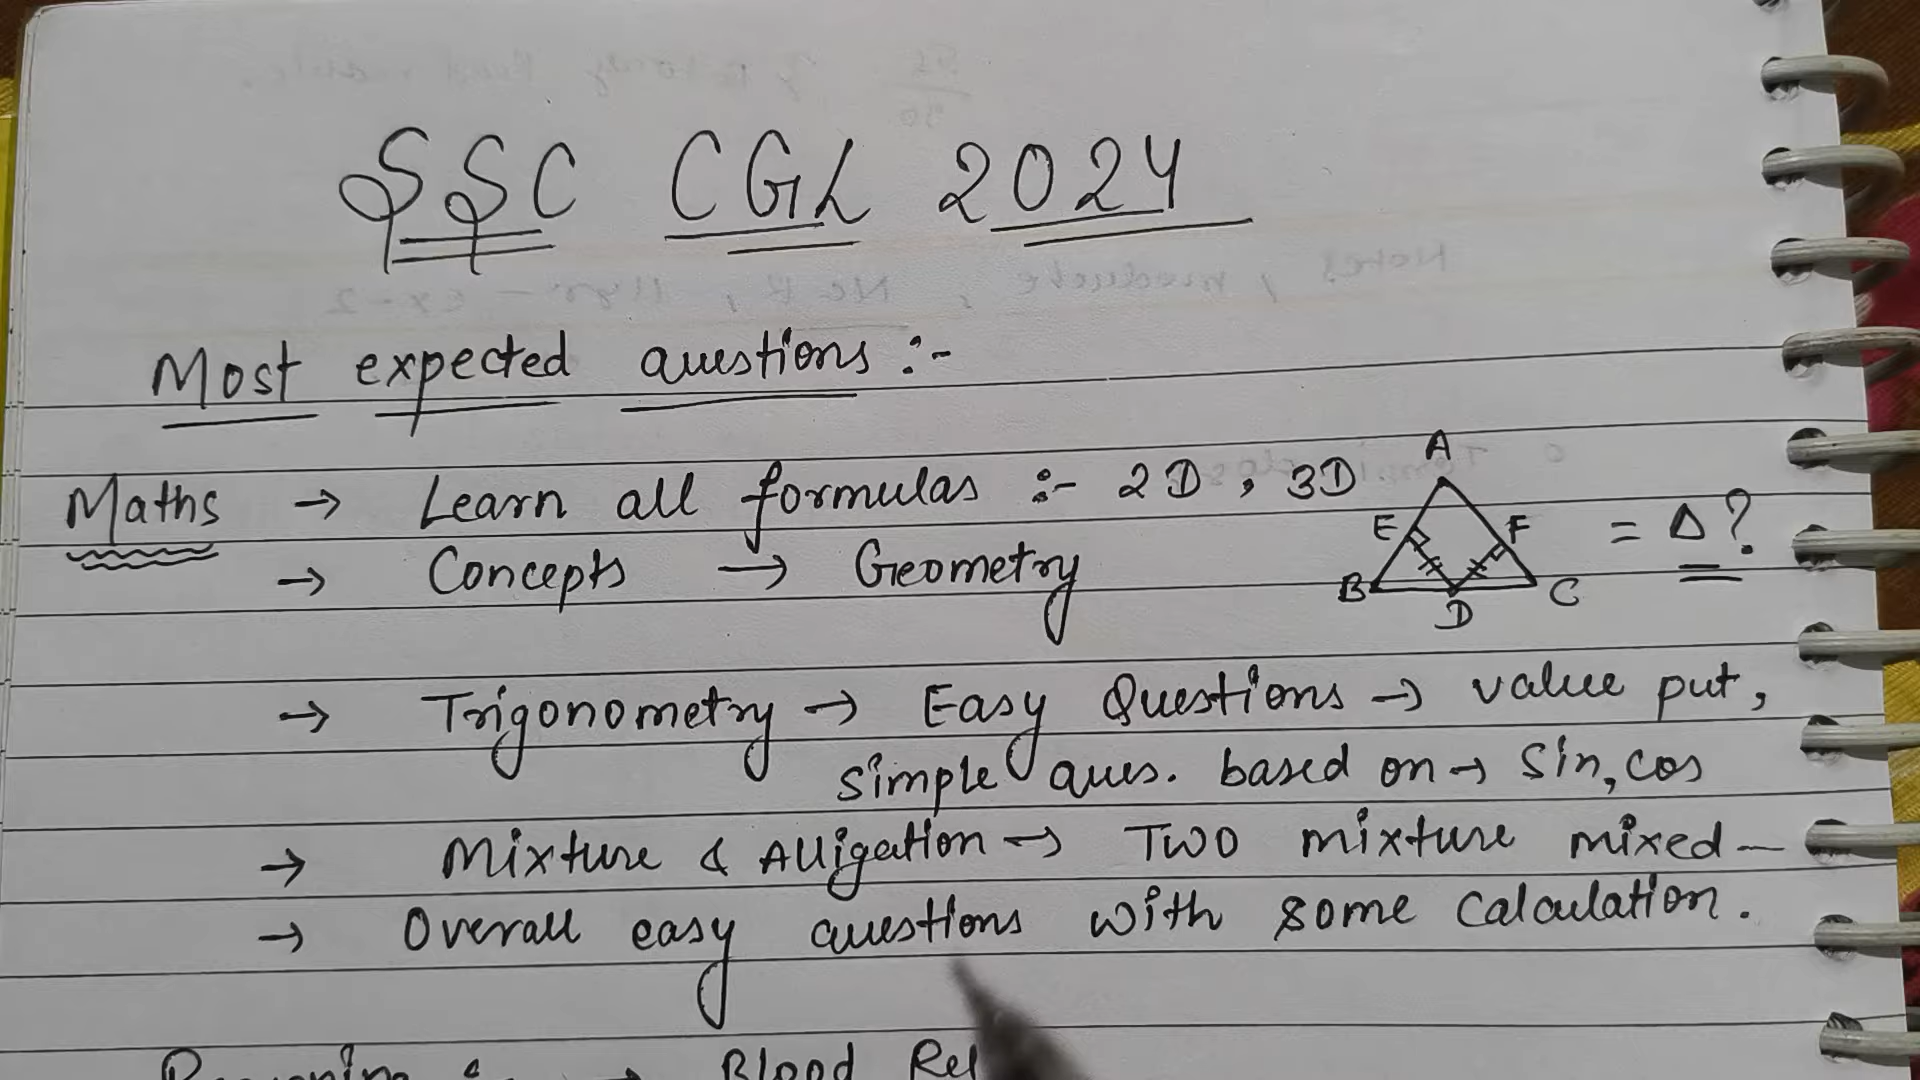 SSC CGL 2024
Most expected questions :-
Maths → Learn all formulas :- 2D, 3D
→ Concepts → Geometry
A
E F
B D C
= Δ?
→ Trigonometry → Easy Questions → value put,
simple ques. based on → Sin, cos
→ Mixture & Alligation → Two mixture mixed —
→ Overall easy questions with some calculation.
→ Blood Rel